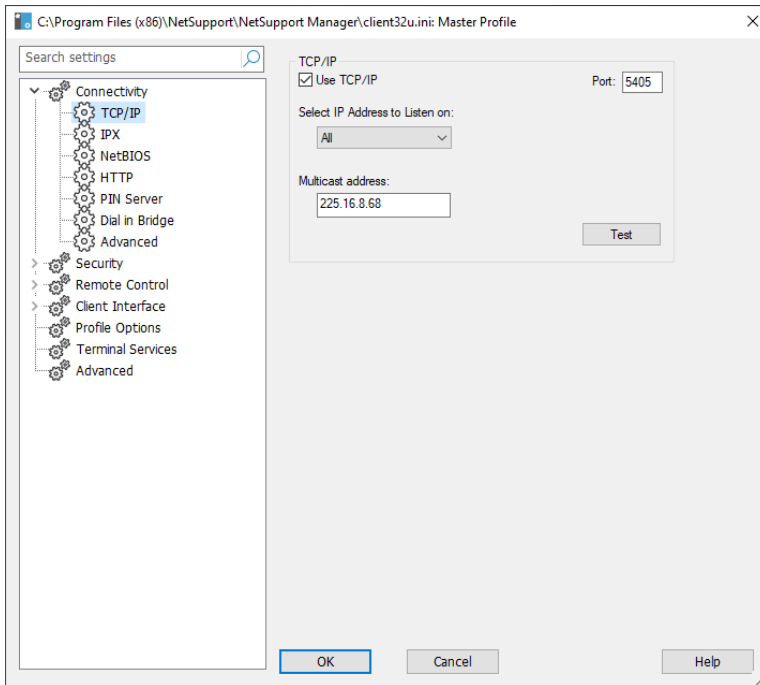 C:\Program Files (x86)\NetSupport\NetSupport Manager\client32u.ini: Master Profile
Search settings
Connectivity
TCP/IP
IPX
NetBIOS
HTTP
PIN Server
Dial in Bridge
Advanced
Security
Remote Control
Client Interface
Profile Options
Terminal Services
Advanced
TCP/IP
Use TCP/IP
Port: 5405
Select IP Address to Listen on:
All
Multicast address:
225.16.8.68
Test
OK
Cancel
Help